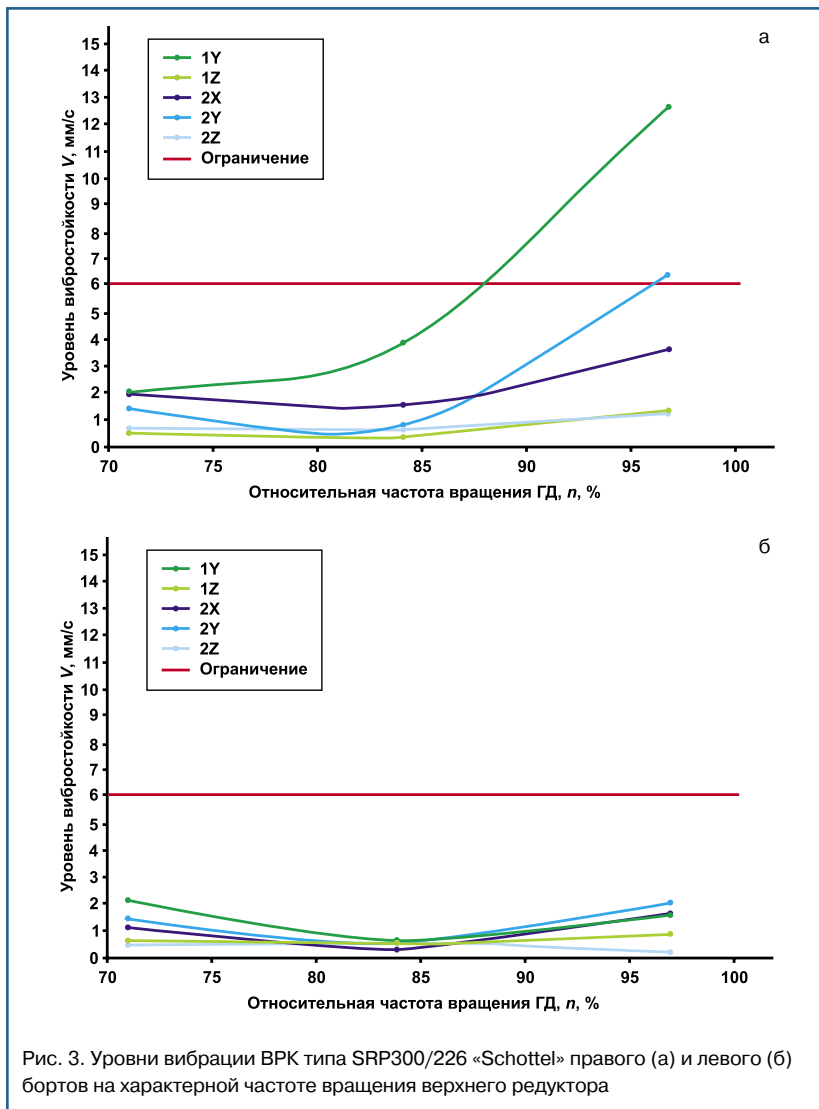 а
1Y
1Z
2X
2Y
2Z
Ограничение
Уровень вибростойкости V, мм/с
15
14
13
12
11
10
9
8
7
6
5
4
3
2
1
0
70 75 80 85 90 95 100
Относительная частота вращения ГД, n, %
б
1Y
1Z
2X
2Y
2Z
Ограничение
Уровень вибростойкости V, мм/с
15
14
13
12
11
10
9
8
7
6
5
4
3
2
1
0
70 75 80 85 90 95 100
Относительная частота вращения ГД, n, %
Рис. 3. Уровни вибрации ВРК типа SRP300/226 «Schottel» правого (а) и левого (б)
бортов на характерной частоте вращения верхнего редуктора